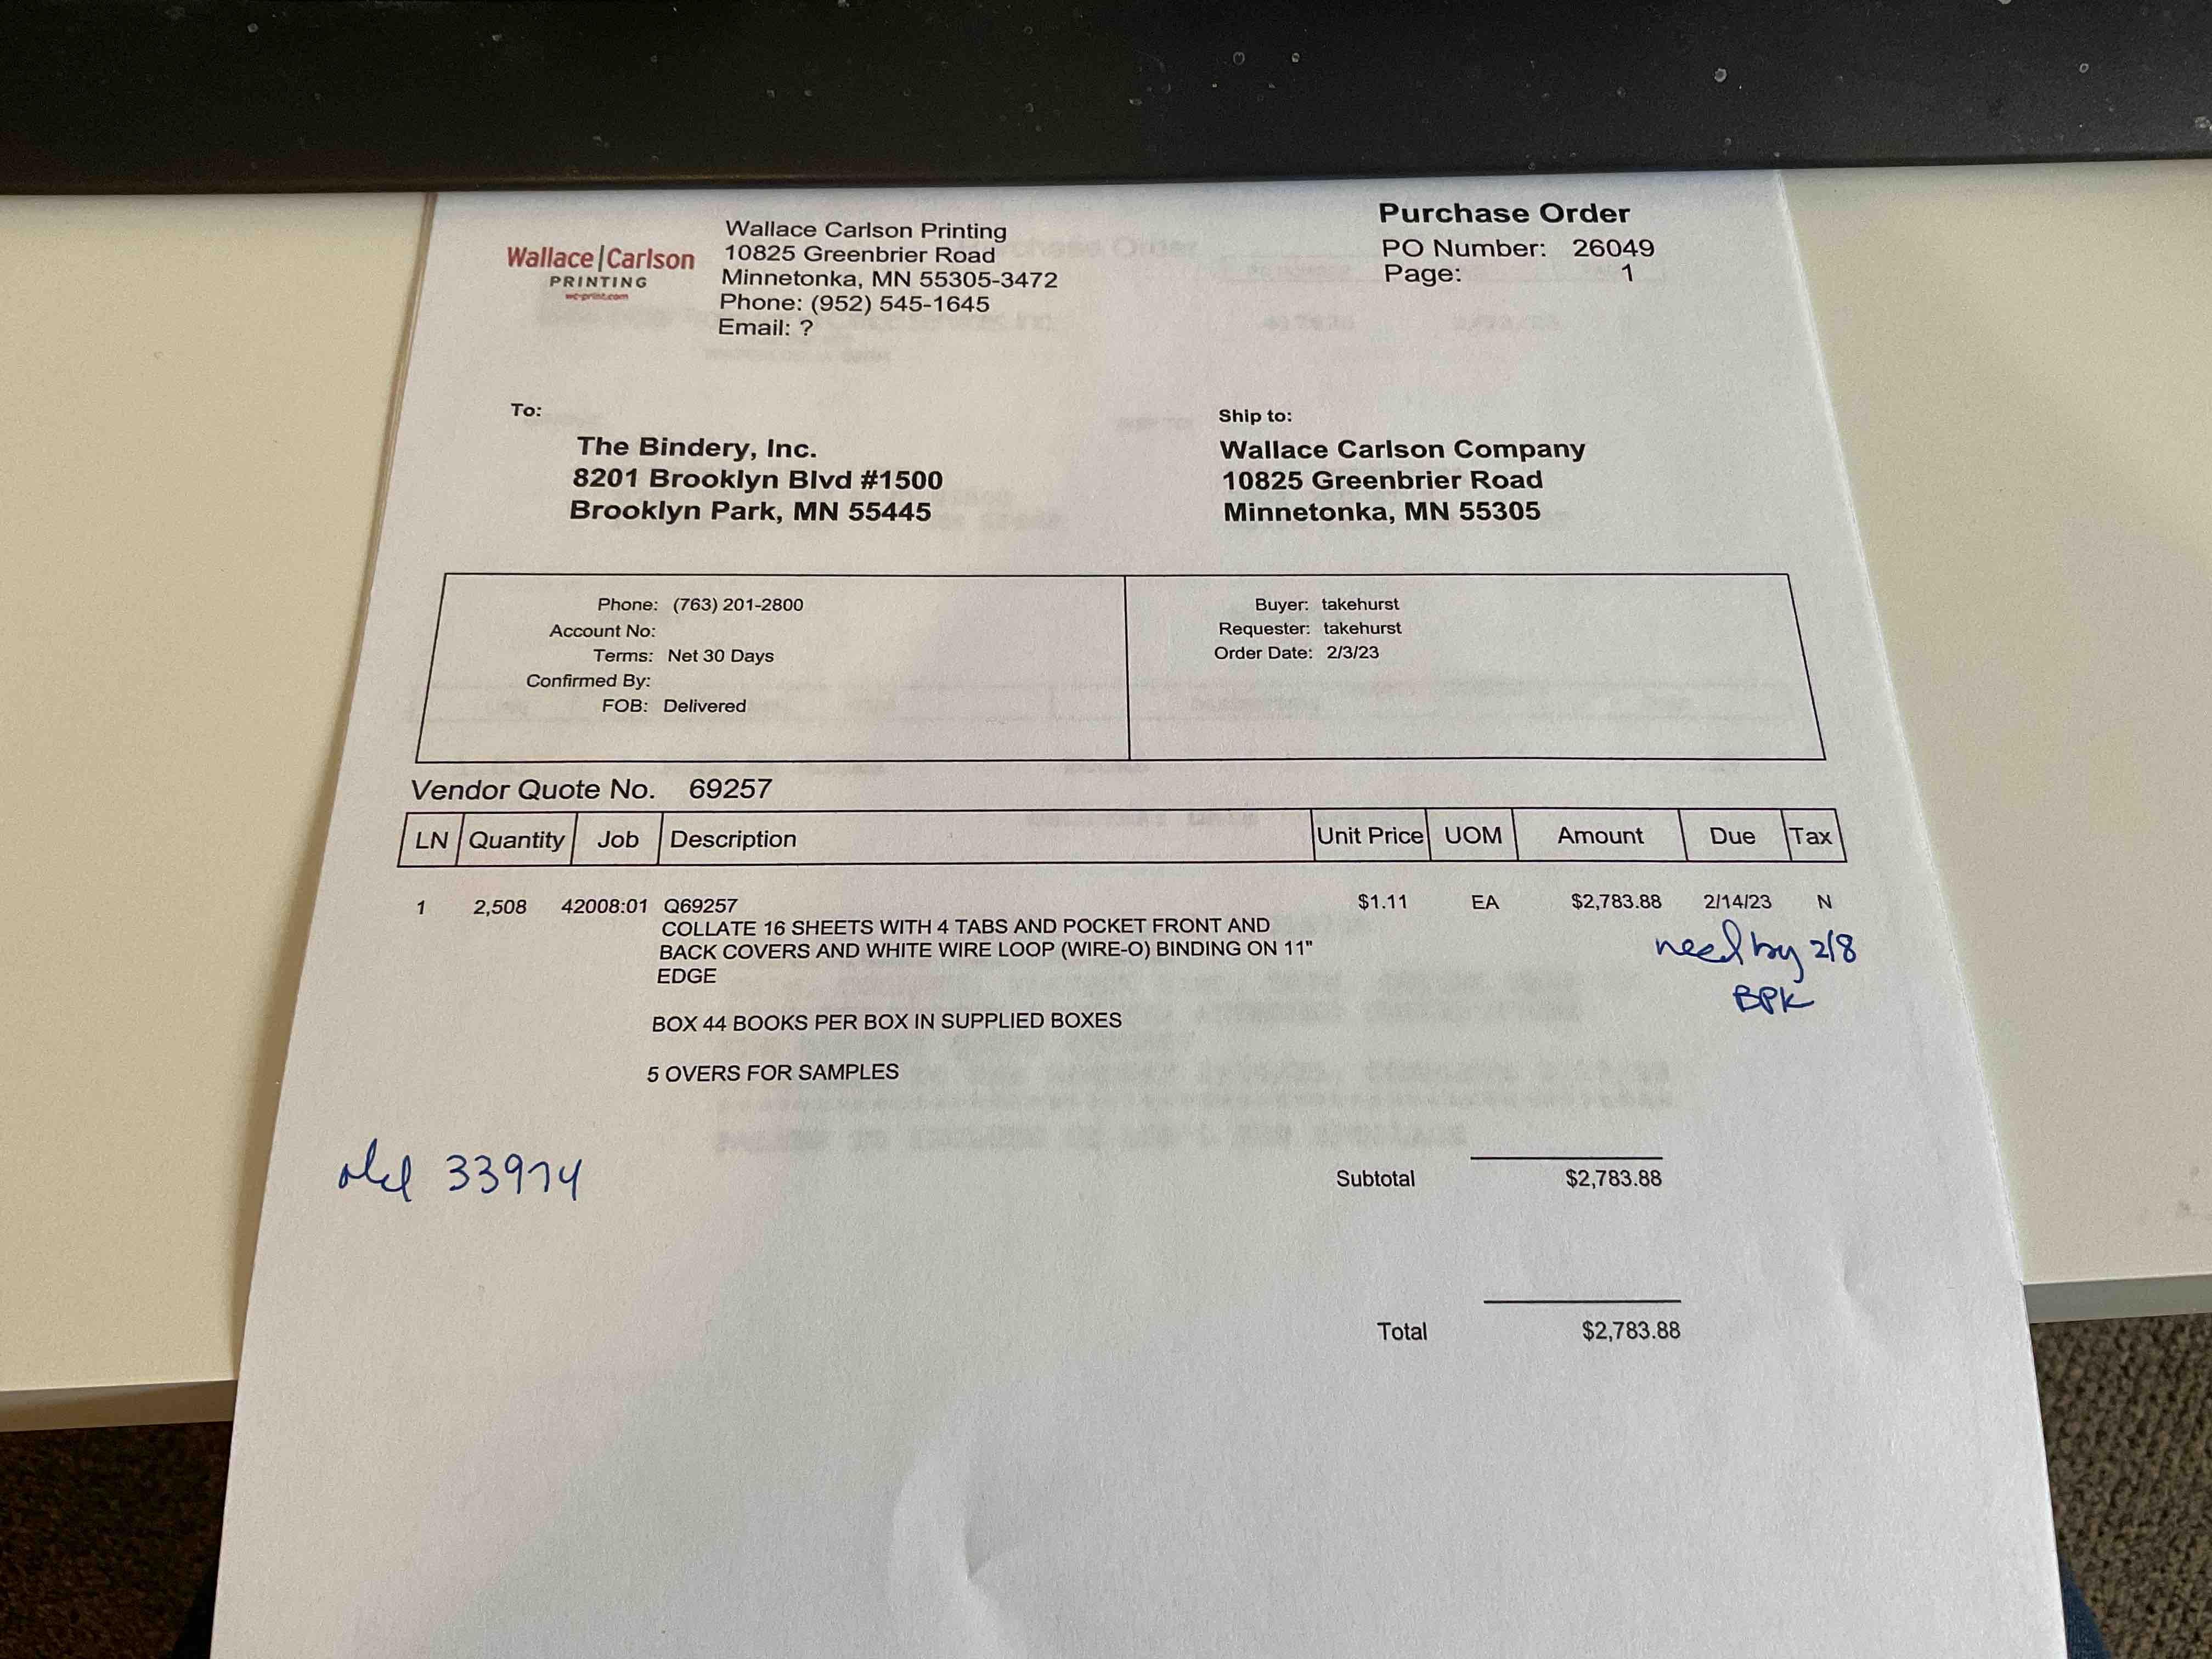 Wallace|Carlson
PRINTING
wc-print.com
Wallace Carlson Printing
10825 Greenbrier Road
Minnetonka, MN 55305-3472
Phone: (952) 545-1645
Email: ?
Purchase Order
PO Number: 26049
Page: 1
To:
The Bindery, Inc.
8201 Brooklyn Blvd #1500
Brooklyn Park, MN 55445
Ship to:
Wallace Carlson Company
10825 Greenbrier Road
Minnetonka, MN 55305
Phone: (763) 201-2800
Account No:
Terms: Net 30 Days
Confirmed By:
FOB: Delivered
Buyer: takehurst
Requester: takehurst
Order Date: 2/3/23
Vendor Quote No. 69257
LN Quantity Job Description Unit Price UOM Amount Due Tax
1 2,508 42008:01 Q69257 $1.11 EA $2,783.88 2/14/23 N
COLLATE 16 SHEETS WITH 4 TABS AND POCKET FRONT AND
BACK COVERS AND WHITE WIRE LOOP (WIRE-O) BINDING ON 11"
EDGE
need by 2/8
BPK
BOX 44 BOOKS PER BOX IN SUPPLIED BOXES
5 OVERS FOR SAMPLES
old 33974
Subtotal $2,783.88
Total $2,783.88